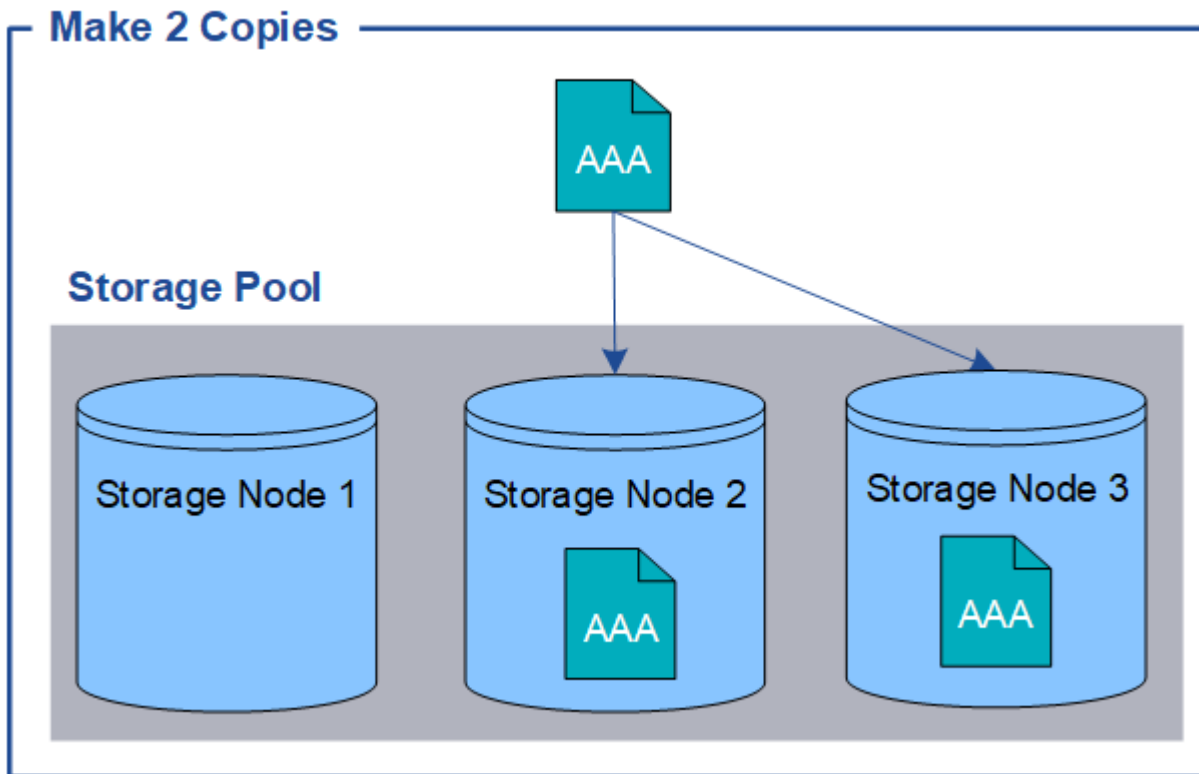 Make 2 Copies
AAA
Storage Pool
Storage Node 1
Storage Node 2
Storage Node 3
AAA
AAA